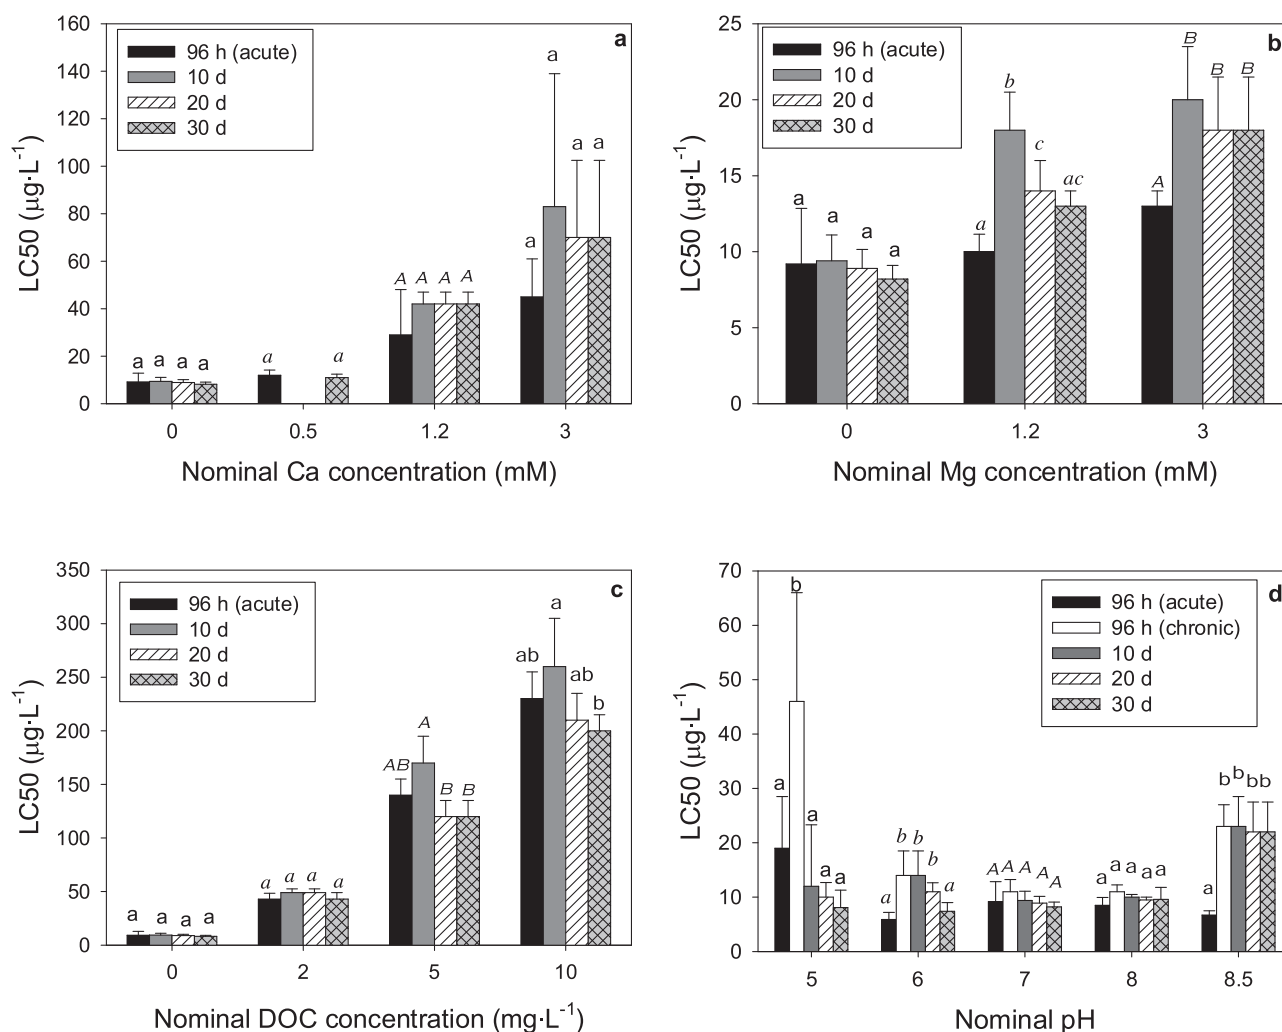 a
160
140
120
100
80
60
40
20
0
LC50 (μg·L⁻¹)
96 h (acute)
10 d
20 d
30 d
a a a a
a a
A A A A
a a a a
0 0.5 1.2 3
Nominal Ca concentration (mM)
b
25
20
15
10
5
0
LC50 (μg·L⁻¹)
96 h (acute)
10 d
20 d
30 d
a a a a
a b c ac
A B B B
0 1.2 3
Nominal Mg concentration (mM)
c
350
300
250
200
150
100
50
0
LC50 (μg·L⁻¹)
96 h (acute)
10 d
20 d
30 d
a a a a
a a a a
AB A B B
ab a ab b
0 2 5 10
Nominal DOC concentration (mg·L⁻¹)
d
70
60
50
40
30
20
10
0
LC50 (μg·L⁻¹)
96 h (acute)
96 h (chronic)
10 d
20 d
30 d
a b a a a
a b b b a
A A A A A
a a a a a
a b b b b
5 6 7 8 8.5
Nominal pH